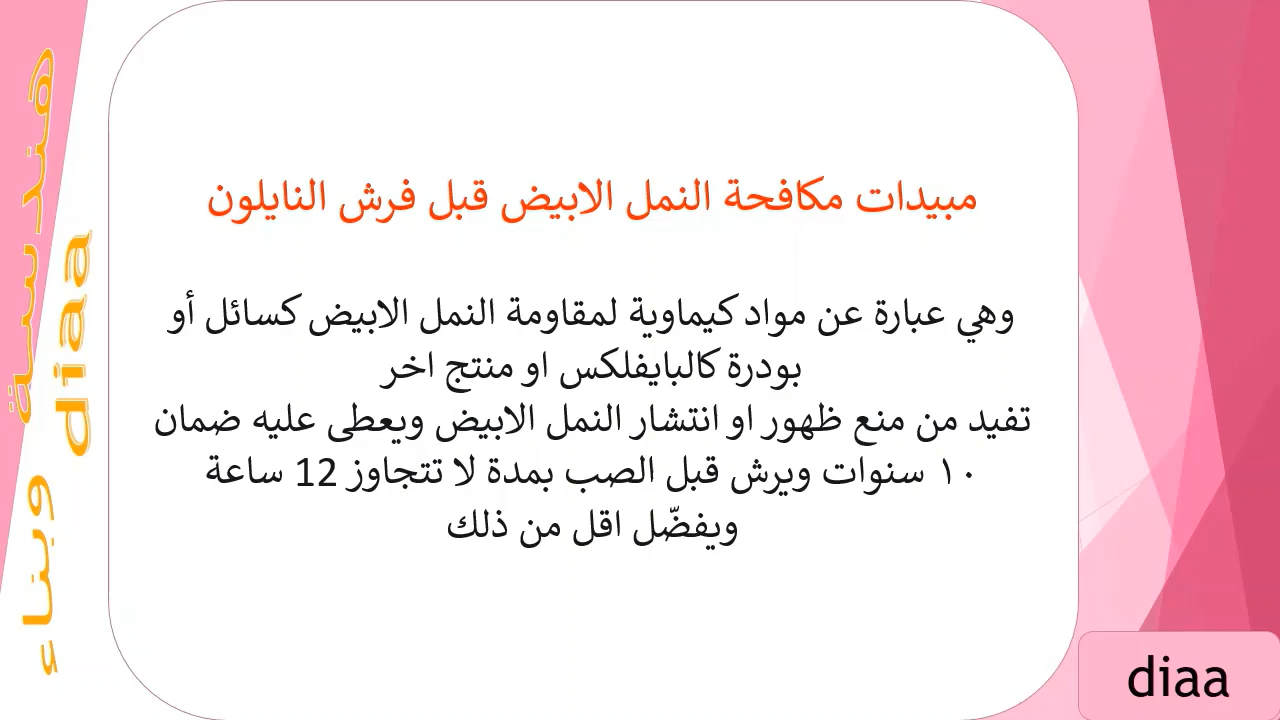 مبيدات مكافحة النمل الابيض قبل فرش النايلون
وهي عبارة عن مواد كيماوية لمقاومة النمل الابيض كسائل أو
بودرة كالبايفلكس او منتج اخر
تفيد من منع ظهور او انتشار النمل الابيض ويعطى عليه ضمان
١٠ سنوات ويرش قبل الصب بمدة لا تتجاوز 12 ساعة
ويفضّل اقل من ذلك
هندسة وبناء
diaa
diaa